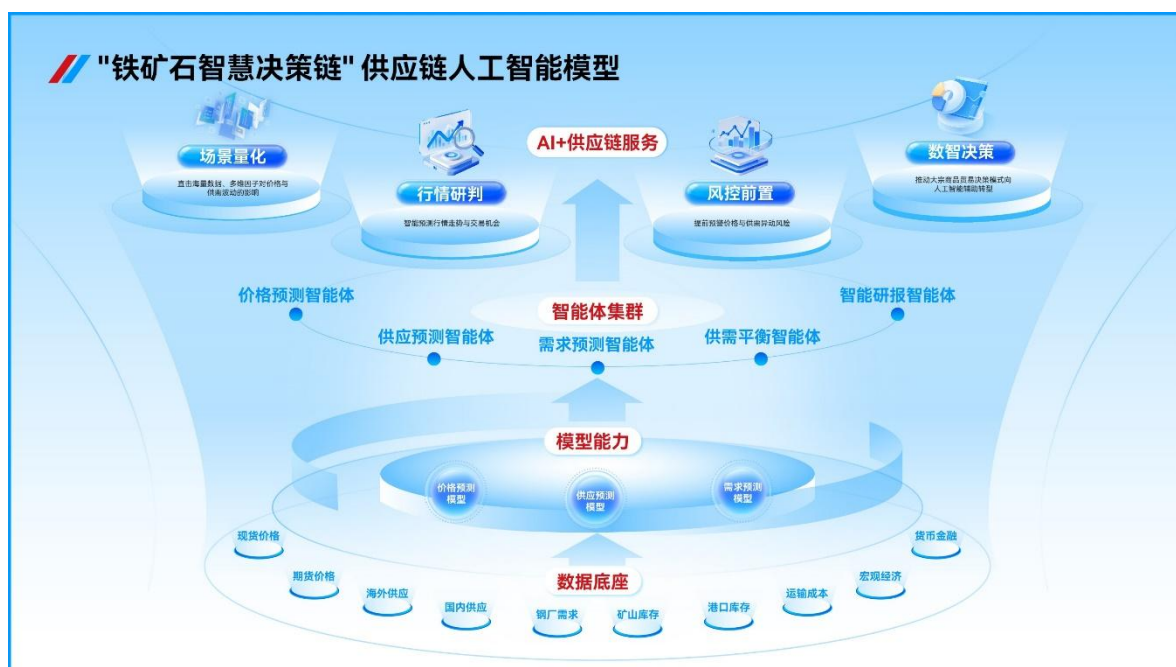 "铁矿石智慧决策链"供应链人工智能模型
场景量化
直击海量数据、多维因子对价格与
供需波动的影响
行情研判
智能预测行情走势与交易机会
AI+供应链服务
风控前置
提前预警价格与供需异动风险
数智决策
推动大宗商品贸易决策模式向
人工智能辅助转型
价格预测智能体
供应预测智能体
智能体集群
需求预测智能体
供需平衡智能体
智能研报智能体
模型能力
价格预测
模型
供应预测
模型
需求预测
模型
数据底座
现货价格
期货价格
海外供应
国内供应
钢厂需求
矿山库存
港口库存
运输成本
宏观经济
货币金融